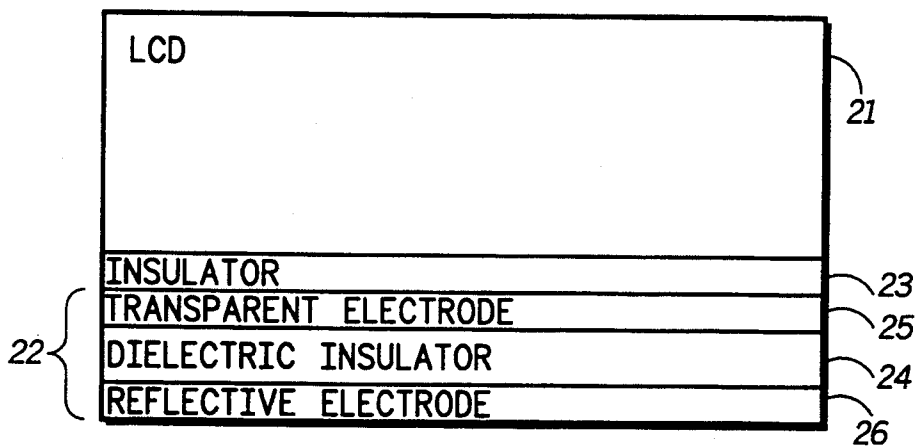 LCD
21
INSULATOR
23
TRANSPARENT ELECTRODE
25
22
DIELECTRIC INSULATOR
24
REFLECTIVE ELECTRODE
26